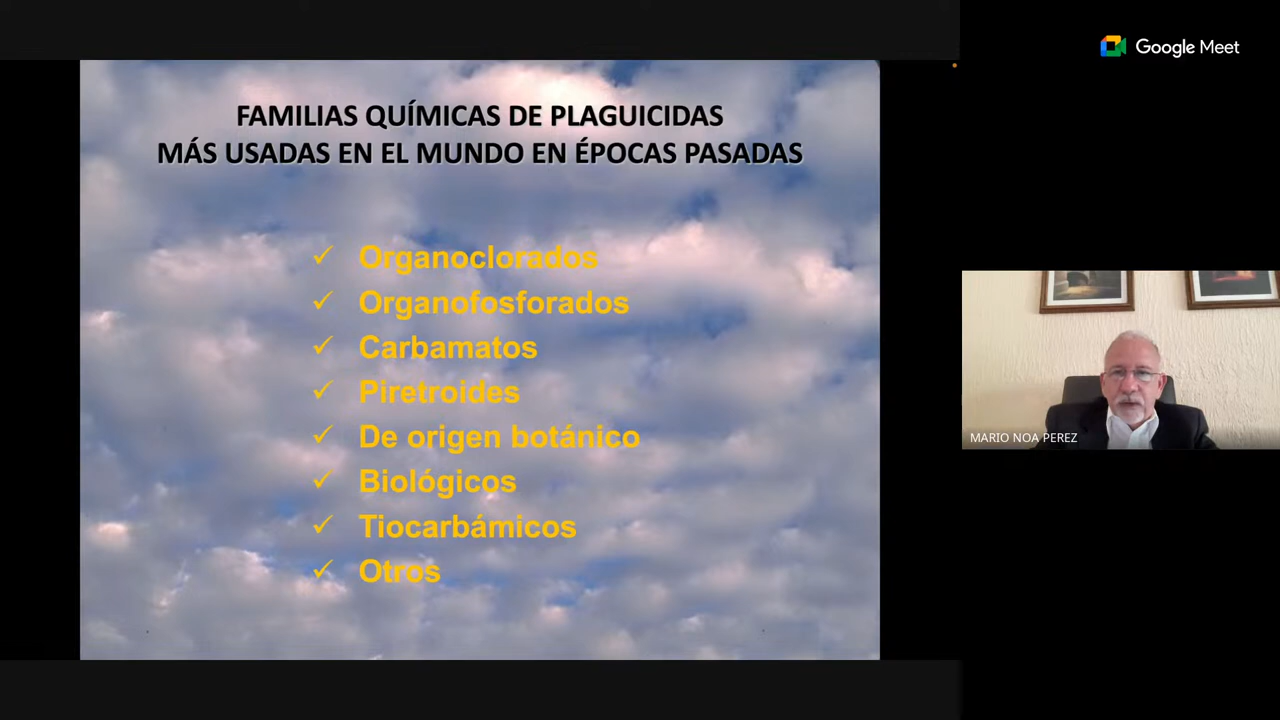 FAMILIAS QUÍMICAS DE PLAGUICIDAS
MÁS USADAS EN EL MUNDO EN ÉPOCAS PASADAS
✓ Organoclorados
✓ Organofosforados
✓ Carbamatos
✓ Piretroides
✓ De origen botánico
✓ Biológicos
✓ Tiocarbámicos
✓ Otros
Google Meet
MARIO NOA PEREZ